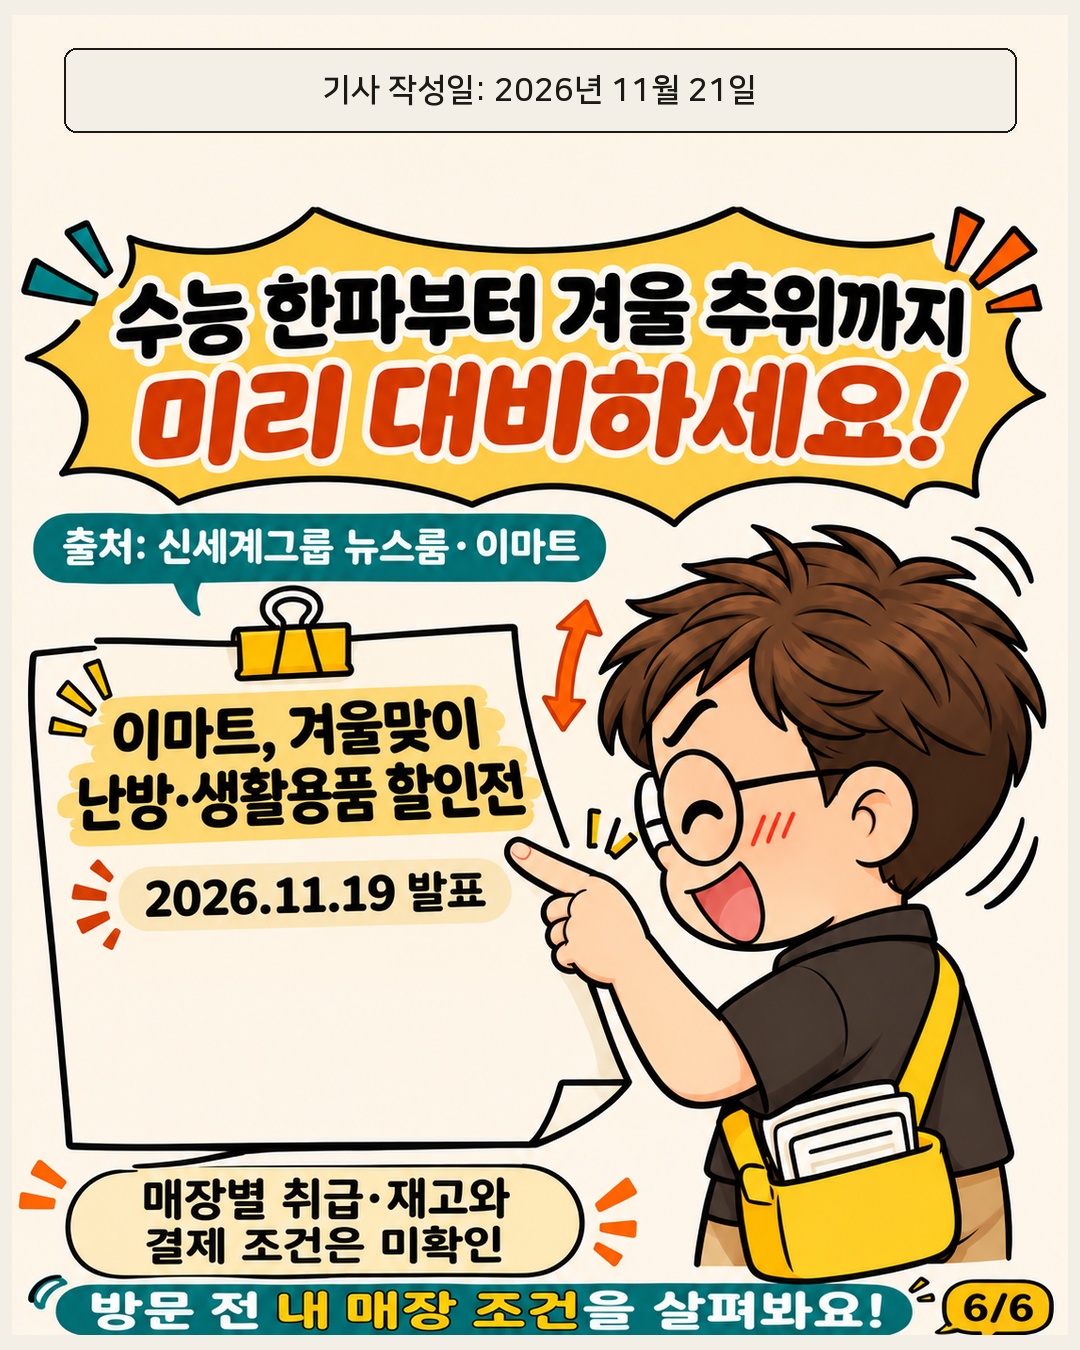 기사 작성일: 2026년 11월 21일
수능 한파부터 겨울 추위까지
미리 대비하세요!
출처: 신세계그룹 뉴스룸·이마트
이마트, 겨울맞이
난방·생활용품 할인전
2026.11.19 발표
매장별 취급·재고와
결제 조건은 미확인
방문 전 내 매장 조건을 살펴봐요!
6/6